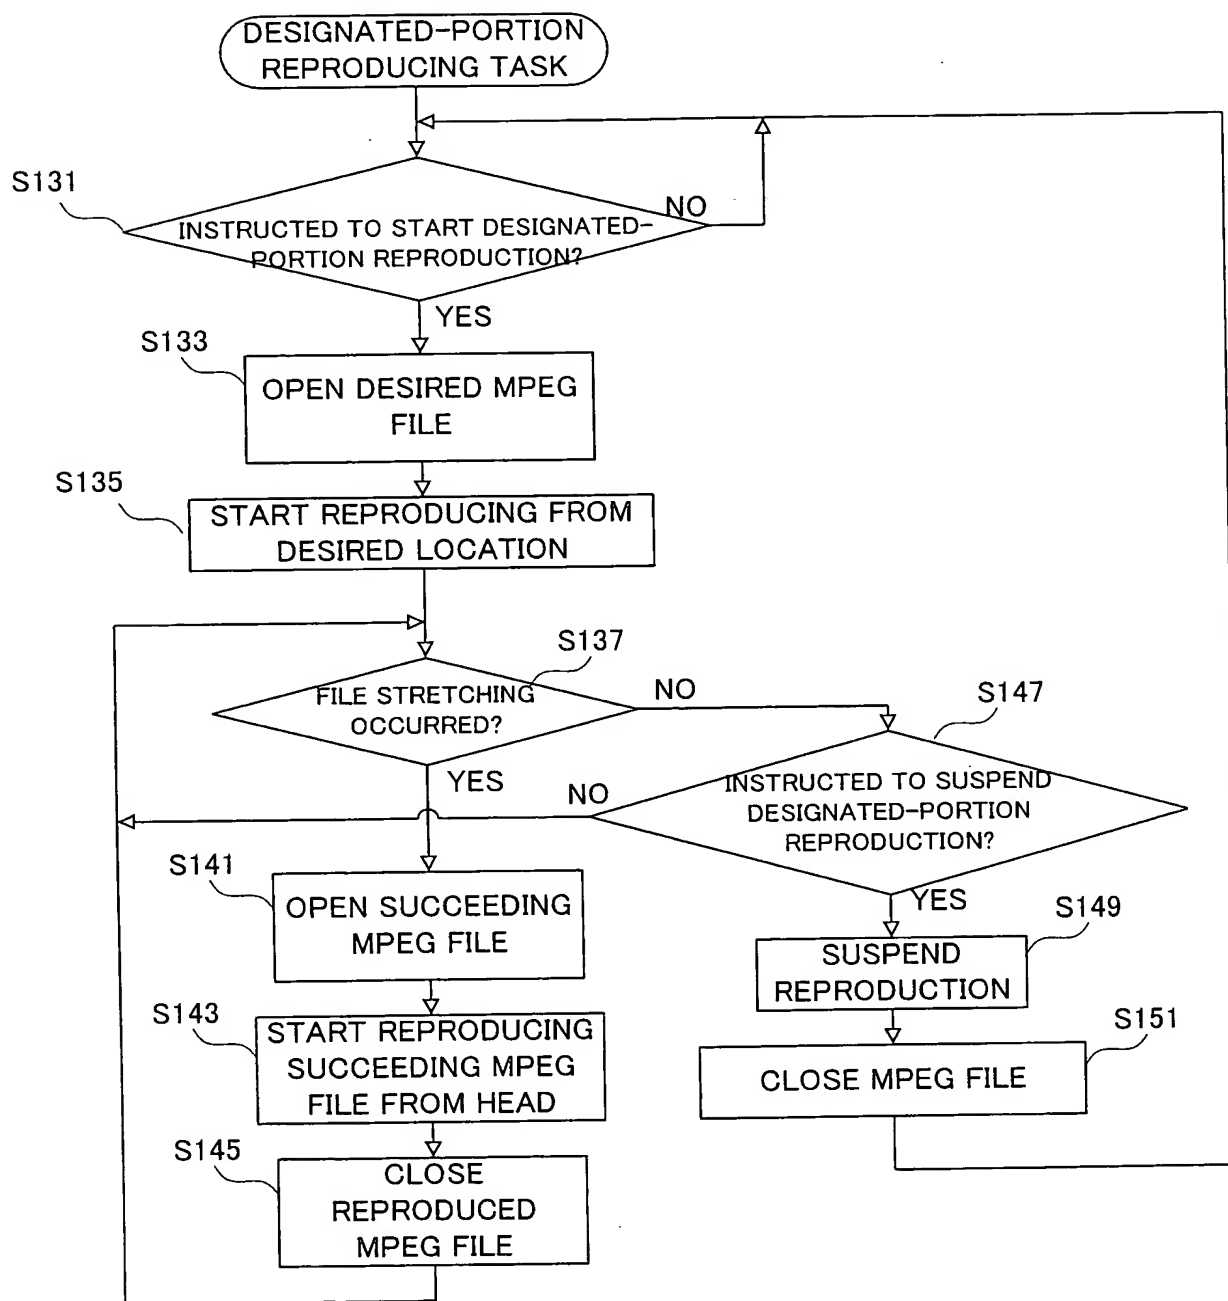 DESIGNATED-PORTION
REPRODUCING TASK
S131
INSTRUCTED TO START DESIGNATED-
PORTION REPRODUCTION?
NO
YES
S133
OPEN DESIRED MPEG
FILE
S135
START REPRODUCING FROM
DESIRED LOCATION
S137
FILE STRETCHING
OCCURRED?
NO
YES
S147
INSTRUCTED TO SUSPEND
DESIGNATED-PORTION
REPRODUCTION?
NO
YES
S141
OPEN SUCCEEDING
MPEG FILE
S149
SUSPEND
REPRODUCTION
S143
START REPRODUCING
SUCCEEDING MPEG
FILE FROM HEAD
S151
CLOSE MPEG FILE
S145
CLOSE
REPRODUCED
MPEG FILE